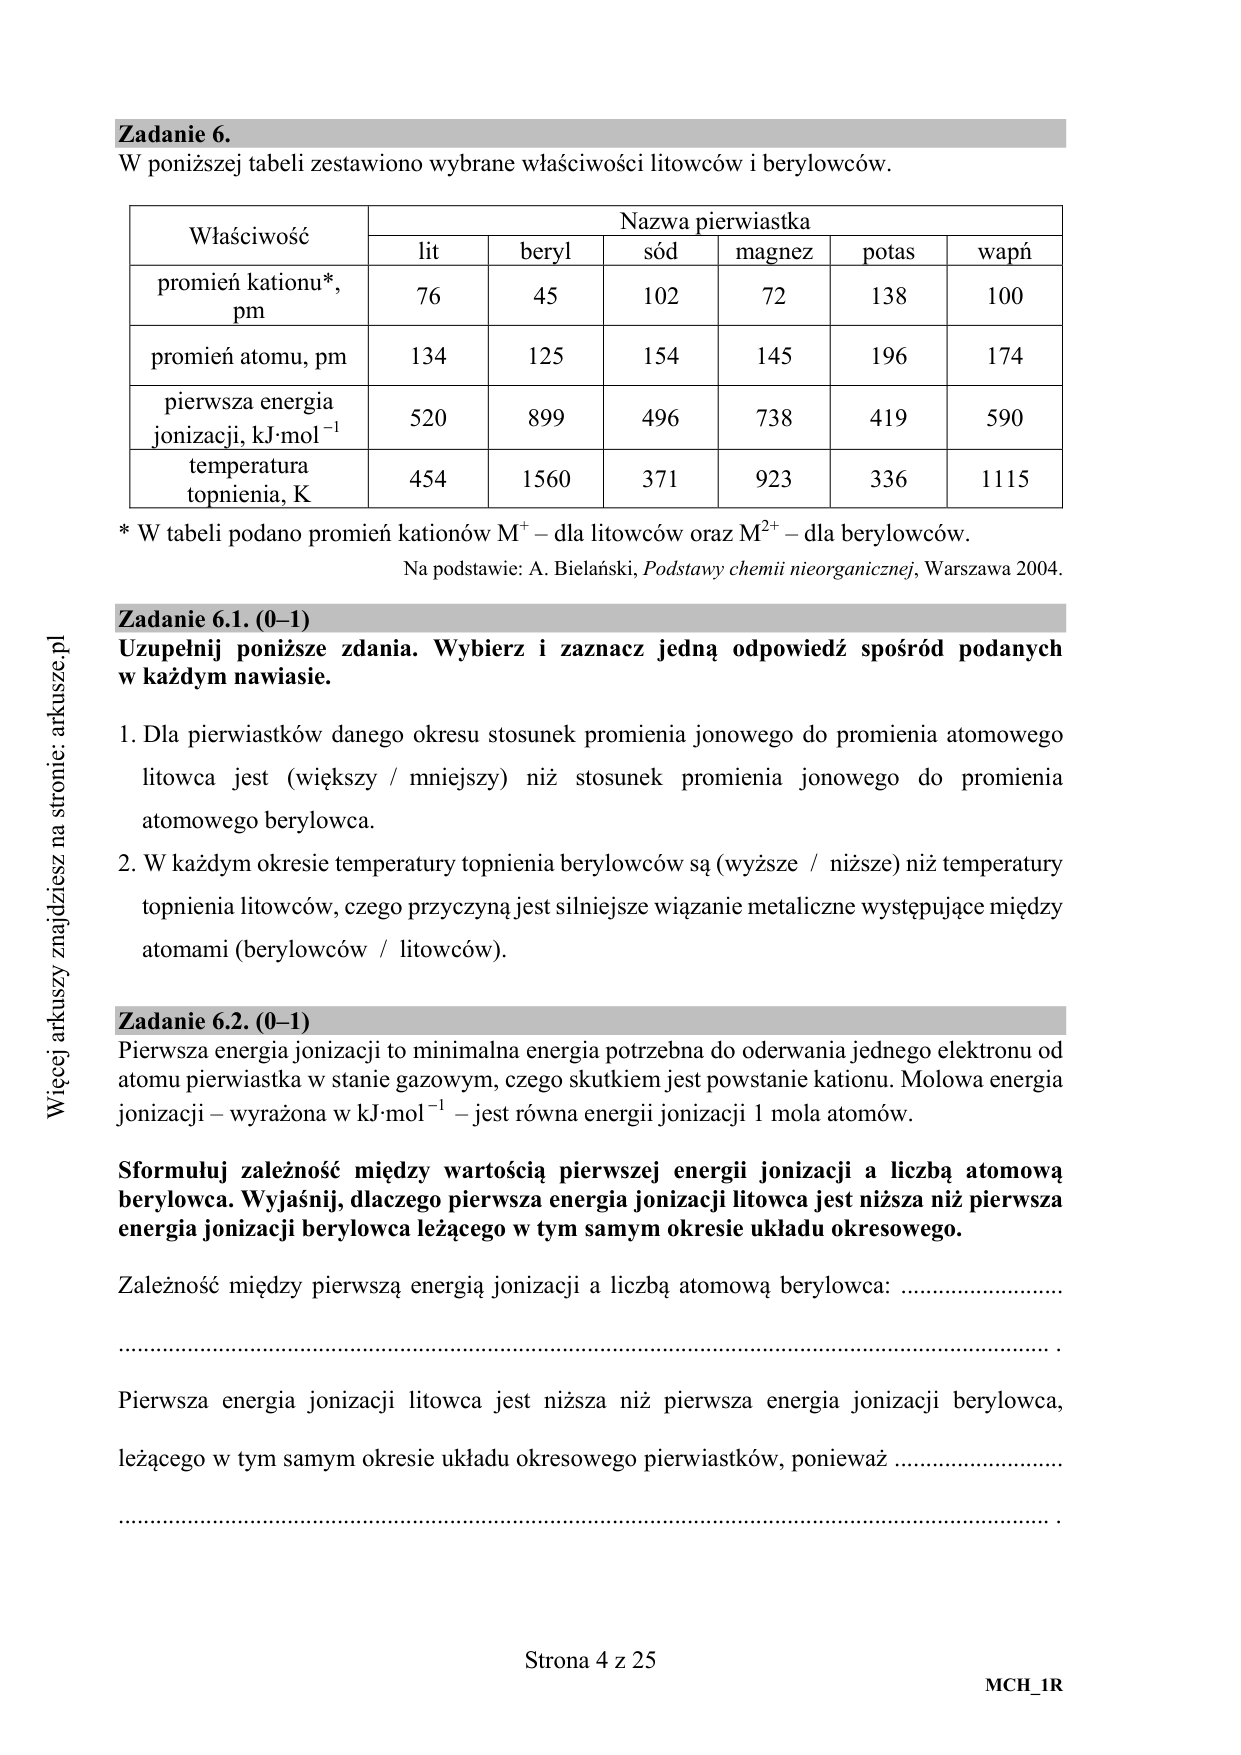 Zadanie 6.
W poniższej tabeli zestawiono wybrane właściwości litowców i berylowców.
Właściwość
Nazwa pierwiastka
lit beryl sód magnez potas wapń
promień kationu*, pm 76 45 102 72 138 100
promień atomu, pm 134 125 154 145 196 174
pierwsza energia jonizacji, kJ·mol⁻¹ 520 899 496 738 419 590
temperatura topnienia, K 454 1560 371 923 336 1115
* W tabeli podano promień kationów M⁺ – dla litowców oraz M²⁺ – dla berylowców.
Na podstawie: A. Bielański, Podstawy chemii nieorganicznej, Warszawa 2004.
Zadanie 6.1. (0–1)
Uzupełnij poniższe zdania. Wybierz i zaznacz jedną odpowiedź spośród podanych
w każdym nawiasie.
1. Dla pierwiastków danego okresu stosunek promienia jonowego do promienia atomowego
litowca jest (większy / mniejszy) niż stosunek promienia jonowego do promienia
atomowego berylowca.
2. W każdym okresie temperatury topnienia berylowców są (wyższe / niższe) niż temperatury
topnienia litowców, czego przyczyną jest silniejsze wiązanie metaliczne występujące między
atomami (berylowców / litowców).
Zadanie 6.2. (0–1)
Pierwsza energia jonizacji to minimalna energia potrzebna do oderwania jednego elektronu od
atomu pierwiastka w stanie gazowym, czego skutkiem jest powstanie kationu. Molowa energia
jonizacji – wyrażona w kJ·mol⁻¹ – jest równa energii jonizacji 1 mola atomów.
Sformułuj zależność między wartością pierwszej energii jonizacji a liczbą atomową
berylowca. Wyjaśnij, dlaczego pierwsza energia jonizacji litowca jest niższa niż pierwsza
energia jonizacji berylowca leżącego w tym samym okresie układu okresowego.
Zależność między pierwszą energią jonizacji a liczbą atomową berylowca: ..........................
..................................................................................................................................................... .
Pierwsza energia jonizacji litowca jest niższa niż pierwsza energia jonizacji berylowca,
leżącego w tym samym okresie układu okresowego pierwiastków, ponieważ ...........................
..................................................................................................................................................... .
Strona 4 z 25
MCH_1R
Więcej arkuszy znajdziesz na stronie: arkusze.pl